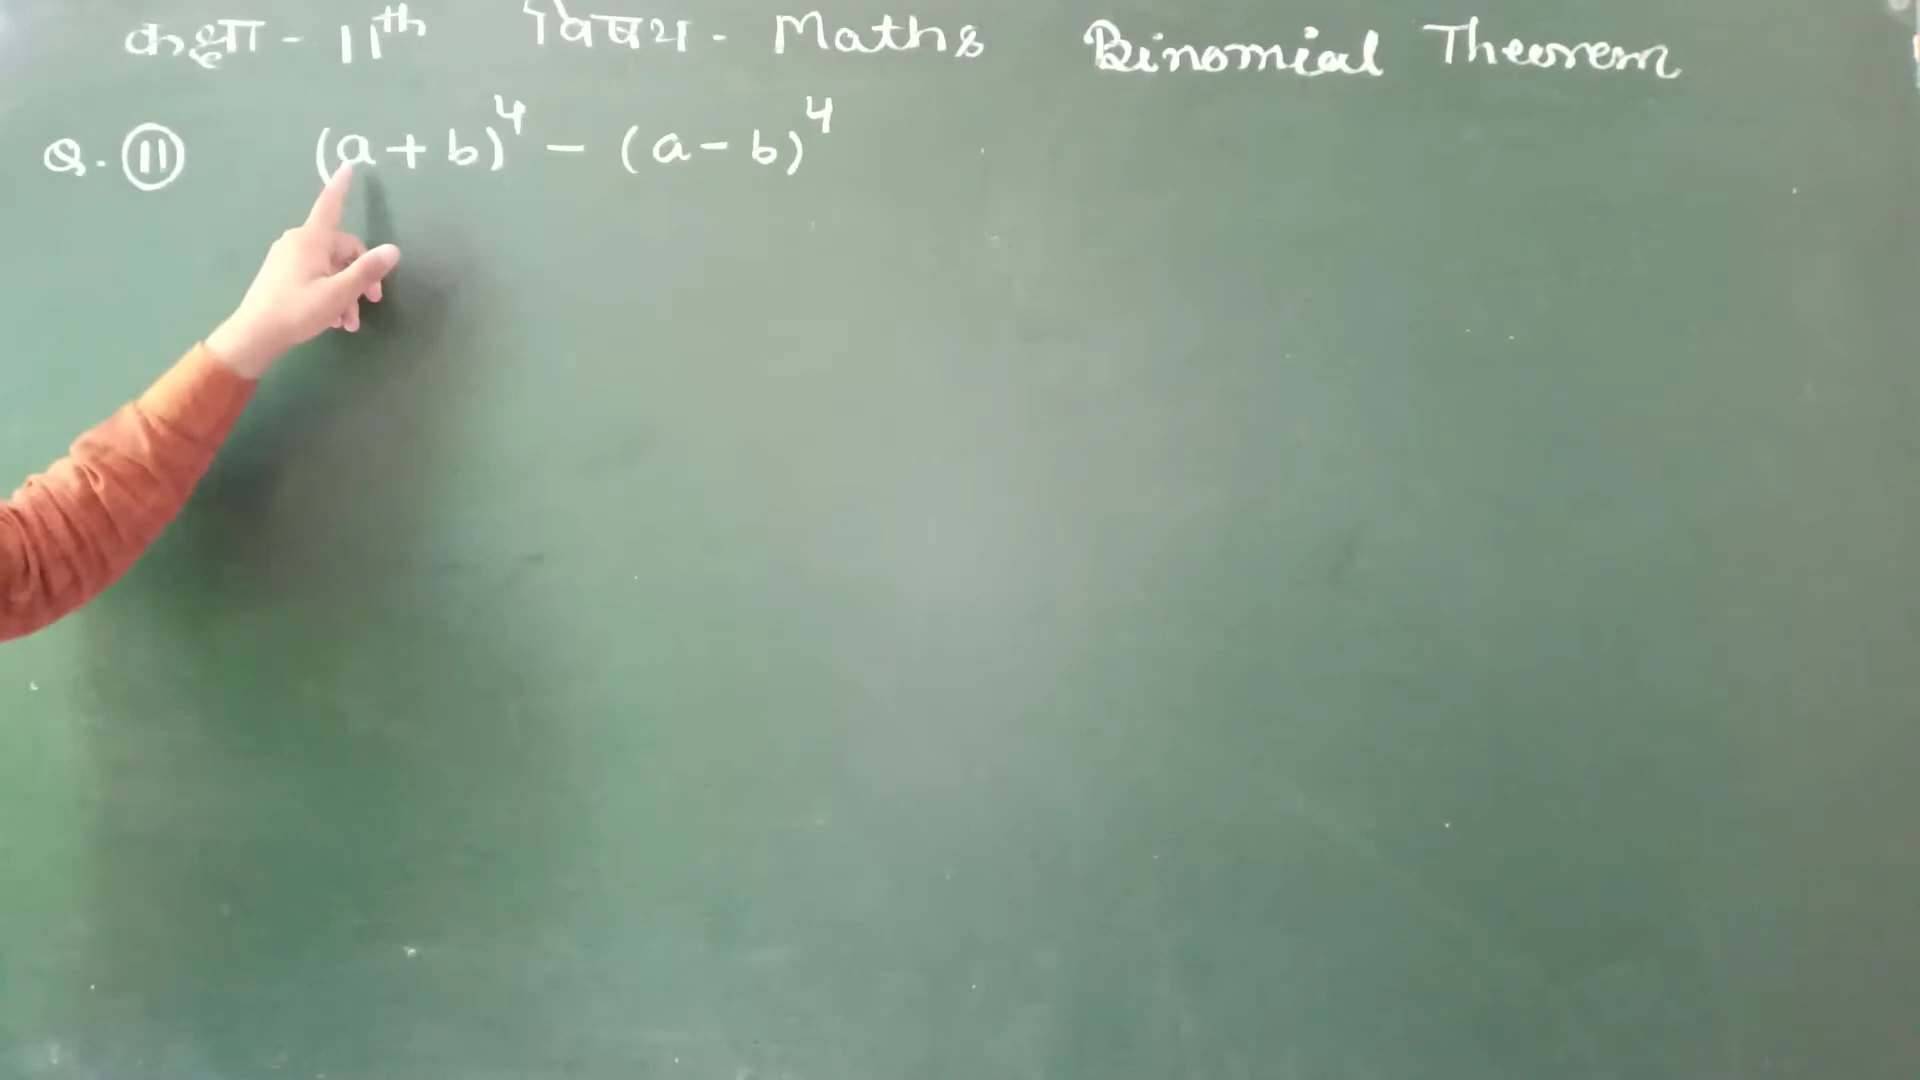 कक्षा - 11th विषय - Maths Binomial Theorem
Q. 11 (a + b)^4 - (a - b)^4